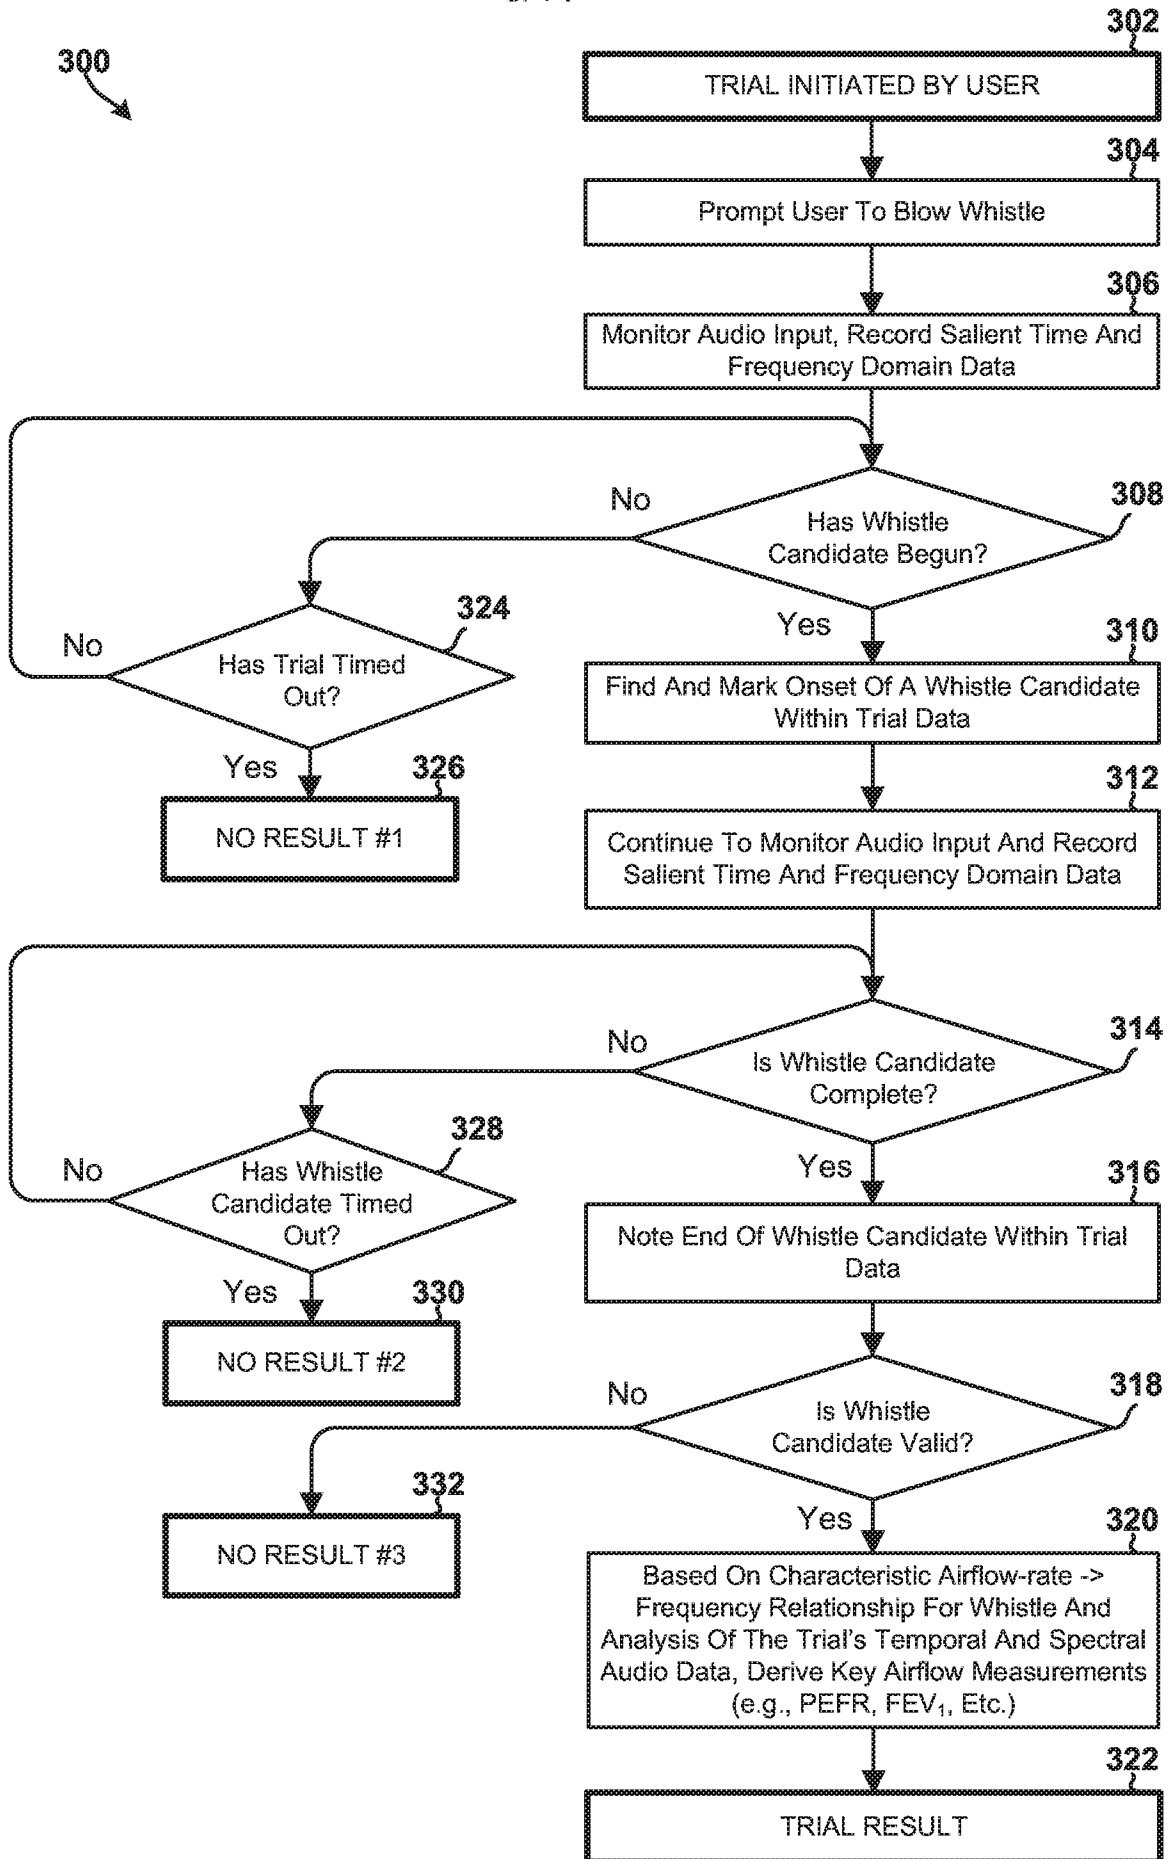 302
300
TRIAL INITIATED BY USER
304
Prompt User To Blow Whistle
306
Monitor Audio Input, Record Salient Time And
Frequency Domain Data
No
308
Has Whistle
Candidate Begun?
324
Yes
310
No
Has Trial Timed
Out?
Find And Mark Onset Of A Whistle Candidate
Within Trial Data
Yes
326
312
NO RESULT #1
Continue To Monitor Audio Input And Record
Salient Time And Frequency Domain Data
No
314
Is Whistle Candidate
Complete?
328
Yes
316
No
Has Whistle
Candidate Timed
Out?
Note End Of Whistle Candidate Within Trial
Data
Yes
330
NO RESULT #2
No
318
Is Whistle
Candidate Valid?
332
Yes
320
NO RESULT #3
Based On Characteristic Airflow-rate ->
Frequency Relationship For Whistle And
Analysis Of The Trial's Temporal And Spectral
Audio Data, Derive Key Airflow Measurements
(e.g., PEFR, FEV₁, Etc.)
322
TRIAL RESULT